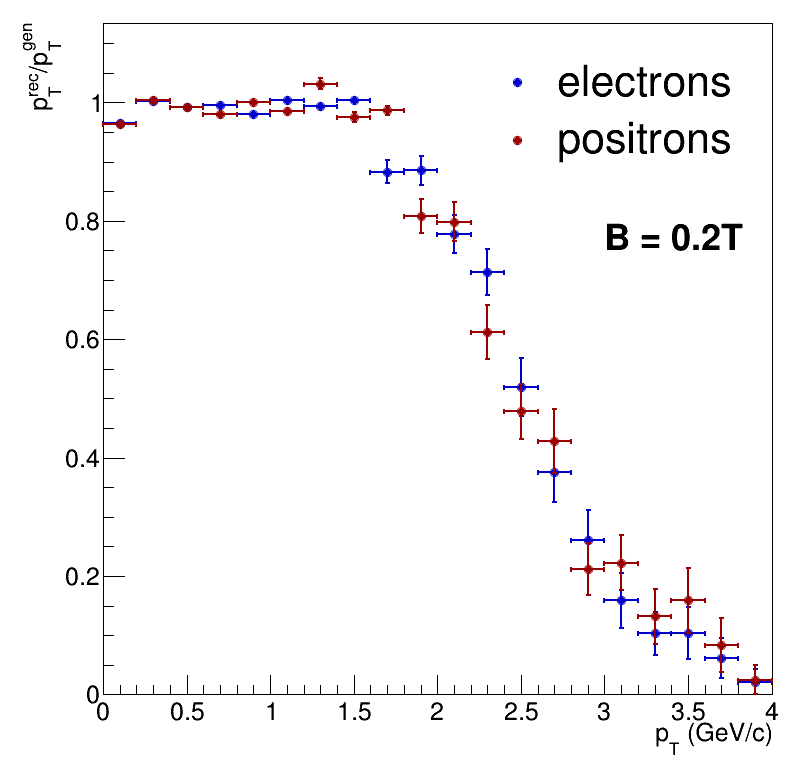 p_T^rec/p_T^gen
electrons
positrons
B = 0.2T
1
0.8
0.6
0.4
0.2
0
0 0.5 1 1.5 2 2.5 3 3.5 4
p_T (GeV/c)